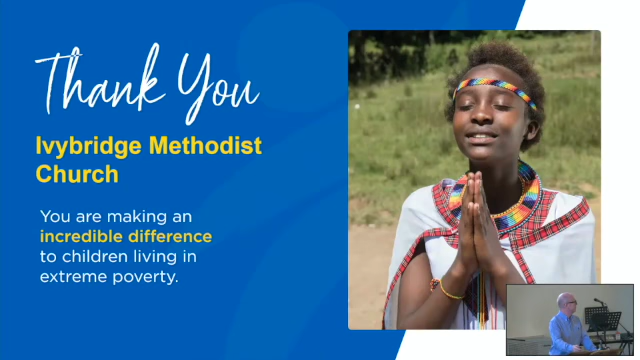 Thank You
Ivybridge Methodist
Church
You are making an
incredible difference
to children living in
extreme poverty.